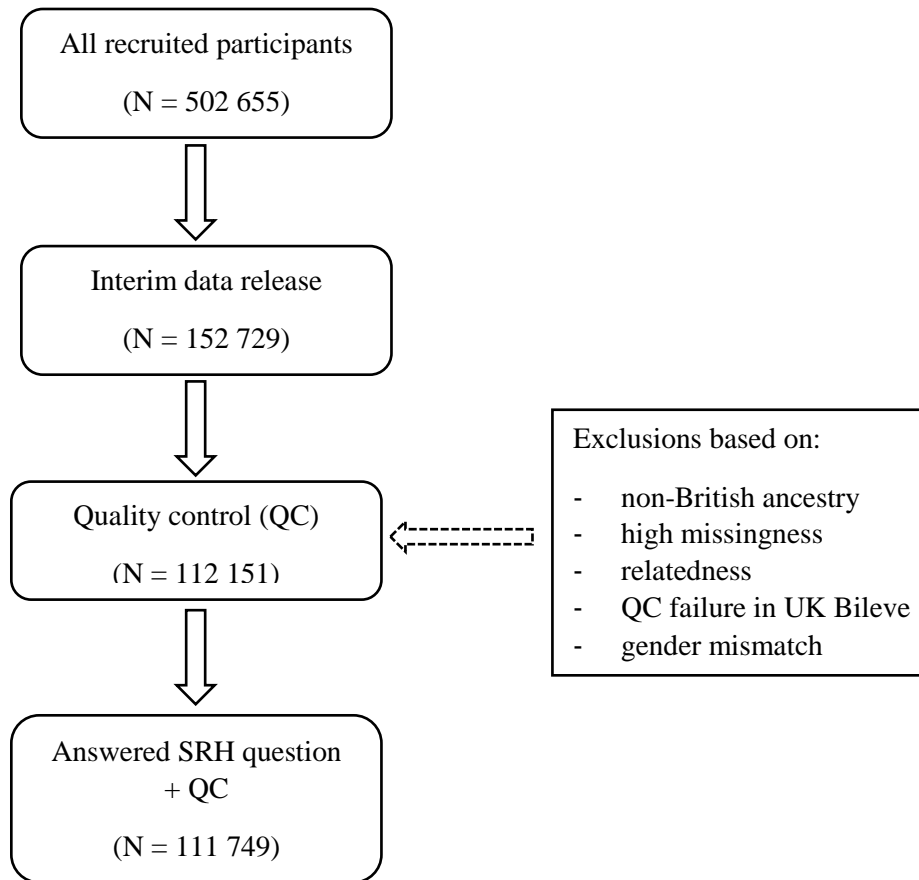 All recruited participants
(N = 502 655)
Interim data release
(N = 152 729)
Quality control (QC)
(N = 112 151)
Exclusions based on:
- non-British ancestry
- high missingness
- relatedness
- QC failure in UK Bileve
- gender mismatch
Answered SRH question
+ QC
(N = 111 749)